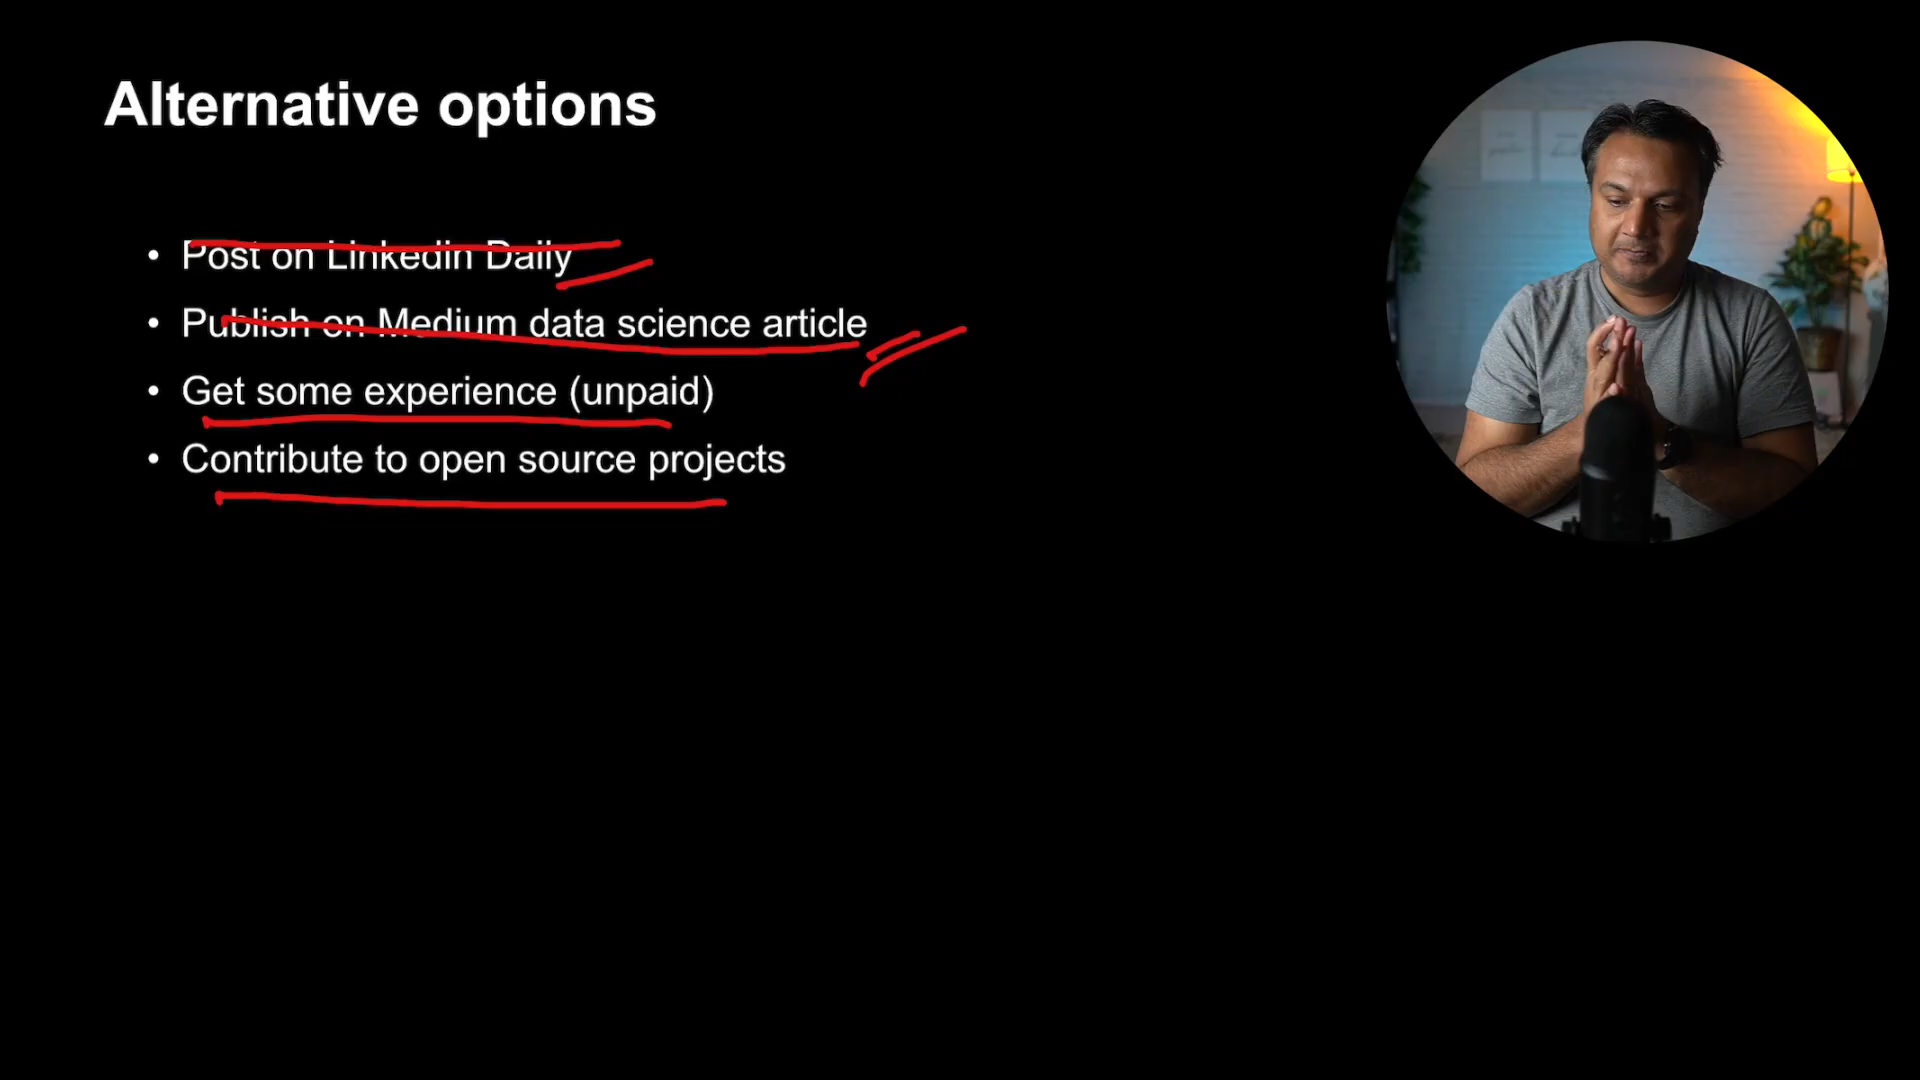 Alternative options
• Post on Linkedin Daily
• Publish on Medium data science article
• Get some experience (unpaid)
• Contribute to open source projects